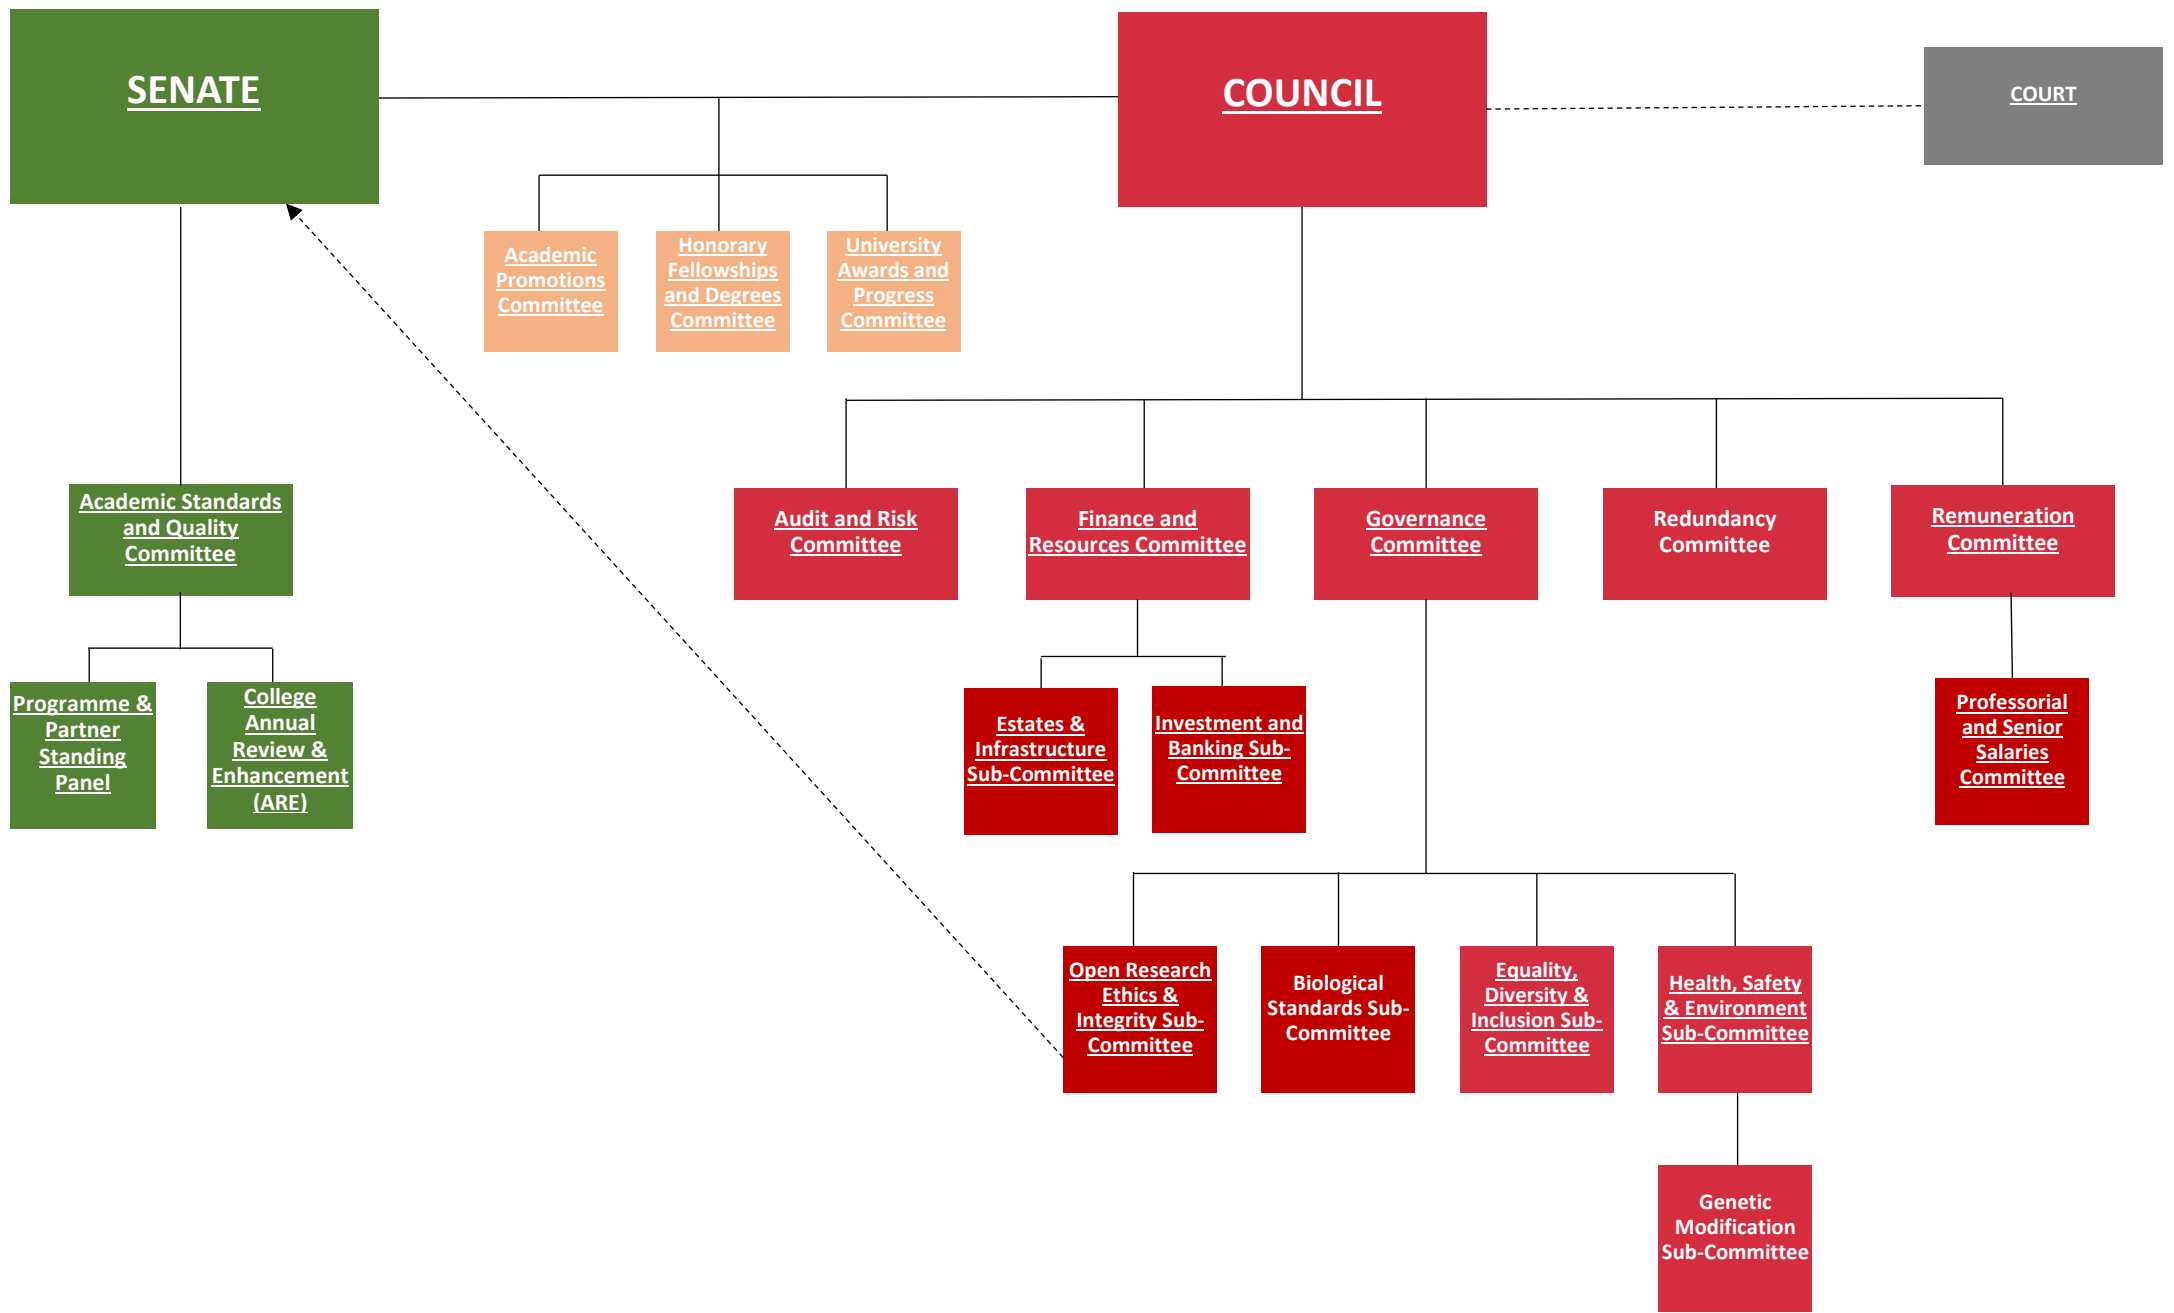 SENATE
COUNCIL
COURT
Academic
Promotions
Committee
Honorary
Fellowships
and Degrees
Committee
University
Awards and
Progress
Committee
Academic Standards
and Quality
Committee
Audit and Risk
Committee
Finance and
Resources Committee
Governance
Committee
Redundancy
Committee
Remuneration
Committee
Programme &
Partner
Standing
Panel
College
Annual
Review &
Enhancement
(ARE)
Estates &
Infrastructure
Sub-Committee
Investment and
Banking Sub-
Committee
Professorial
and Senior
Salaries
Committee
Open Research
Ethics &
Integrity Sub-
Committee
Biological
Standards Sub-
Committee
Equality,
Diversity &
Inclusion Sub-
Committee
Health, Safety
& Environment
Sub-Committee
Genetic
Modification
Sub-Committee